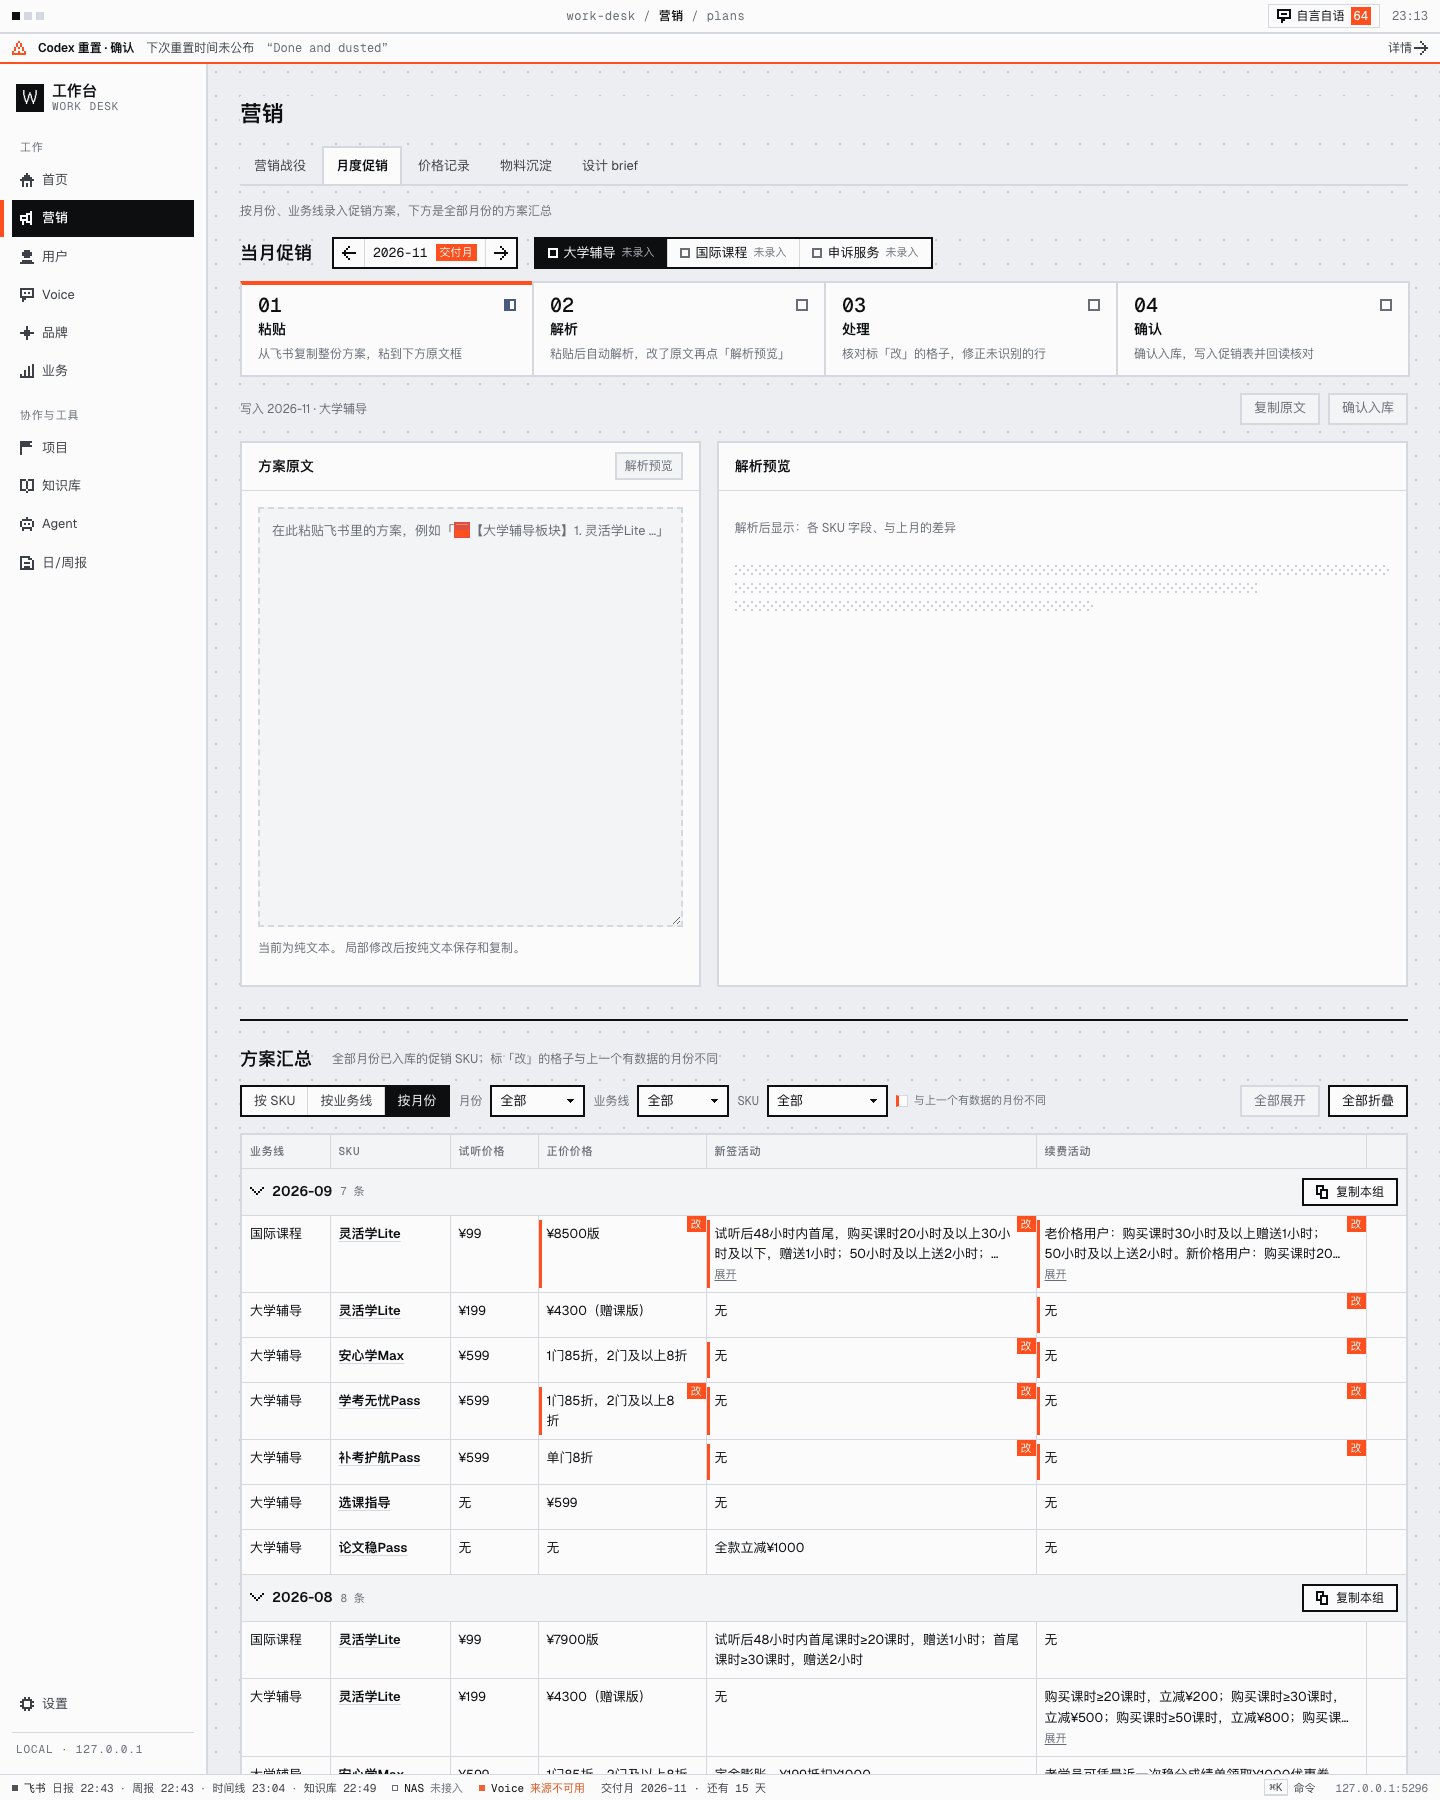 work-desk / 营销 / plans
自言自语 64
23:13
Codex 重置 · 确认 下次重置时间未公布 “Done and dusted”
详情
W
工作台
WORK DESK
工作
首页
营销
用户
Voice
品牌
业务
协作与工具
项目
知识库
Agent
日/周报
设置
LOCAL · 127.0.0.1
营销
营销战役 月度促销 价格记录 物料沉淀 设计 brief
按月份、业务线录入促销方案，下方是全部月份的方案汇总
当月促销 2026-11 交付月 大学辅导 未录入 国际课程 未录入 申诉服务 未录入
01
粘贴
从飞书复制整份方案，粘到下方原文框
02
解析
粘贴后自动解析，改了原文再点「解析预览」
03
处理
核对标「改」的格子，修正未识别的行
04
确认
确认入库，写入促销表并回读核对
写入 2026-11 · 大学辅导
复制原文 确认入库
方案原文 解析预览
在此粘贴飞书里的方案，例如「【大学辅导板块】1. 灵活学Lite …」
当前为纯文本。 局部修改后按纯文本保存和复制。
解析预览
解析后显示：各 SKU 字段、与上月的差异
方案汇总 全部月份已入库的促销 SKU；标「改」的格子与上一个有数据的月份不同
按 SKU 按业务线 按月份 月份 全部 业务线 全部 SKU 全部 与上一个有数据的月份不同 全部展开 全部折叠
业务线 SKU 试听价格 正价价格 新签活动 续费活动
2026-09 7 条 复制本组
国际课程 灵活学Lite ¥99 ¥8500版 改 试听后48小时内首尾，购买课时20小时及以上30小 改 老价格用户：购买课时30小时及以上赠送1小时； 改
时及以下，赠送1小时；50小时及以上送2小时；… 50小时及以上送2小时。新价格用户：购买课时20…
展开 展开
大学辅导 灵活学Lite ¥199 ¥4300（赠课版） 无 无 改
大学辅导 安心学Max ¥599 1门85折，2门及以上8折 无 改 无 改
大学辅导 学考无忧Pass ¥599 1门85折，2门及以上8 改 无 改 无 改
折
大学辅导 补考护航Pass ¥599 单门8折 无 改 无 改
大学辅导 选课指导 无 ¥599 无 无
大学辅导 论文稳Pass 无 无 全款立减¥1000 无
2026-08 8 条 复制本组
国际课程 灵活学Lite ¥99 ¥7900版 试听后48小时内首尾课时≥20课时，赠送1小时；首尾 无
课时≥30课时，赠送2小时
大学辅导 灵活学Lite ¥199 ¥4300（赠课版） 无 购买课时≥20课时，立减¥200；购买课时≥30课时，
立减¥500；购买课时≥50课时，立减¥800；购买课…
展开
飞书 日报 22:43 · 周报 22:43 · 时间线 23:04 · 知识库 22:49 NAS 未接入 Voice 来源不可用 交付月 2026-11 · 还有 15 天 ⌘K 命令 127.0.0.1:5296